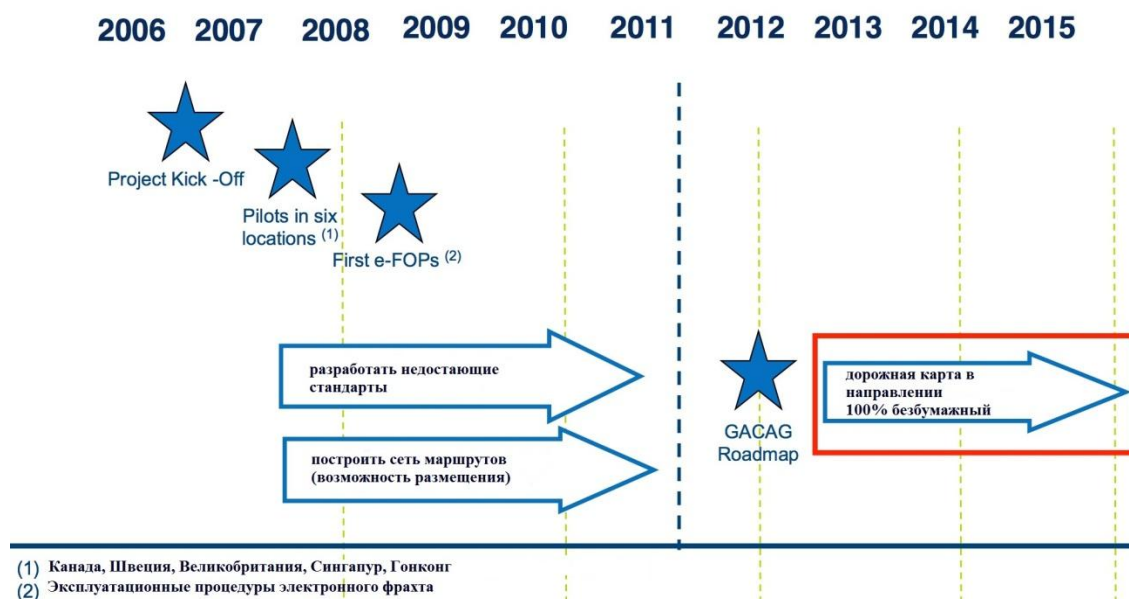 2006 2007 2008 2009 2010 2011 2012 2013 2014 2015
Project Kick -Off
Pilots in six
locations (1)
First e-FOPs (2)
разработать недостающие
стандарты
построить сеть маршрутов
(возможность размещения)
GACAG
Roadmap
дорожная карта в
направлении
100% безбумажный
(1) Канада, Швеция, Великобритания, Сингапур, Гонконг
(2) Эксплуатационные процедуры электронного фрахта